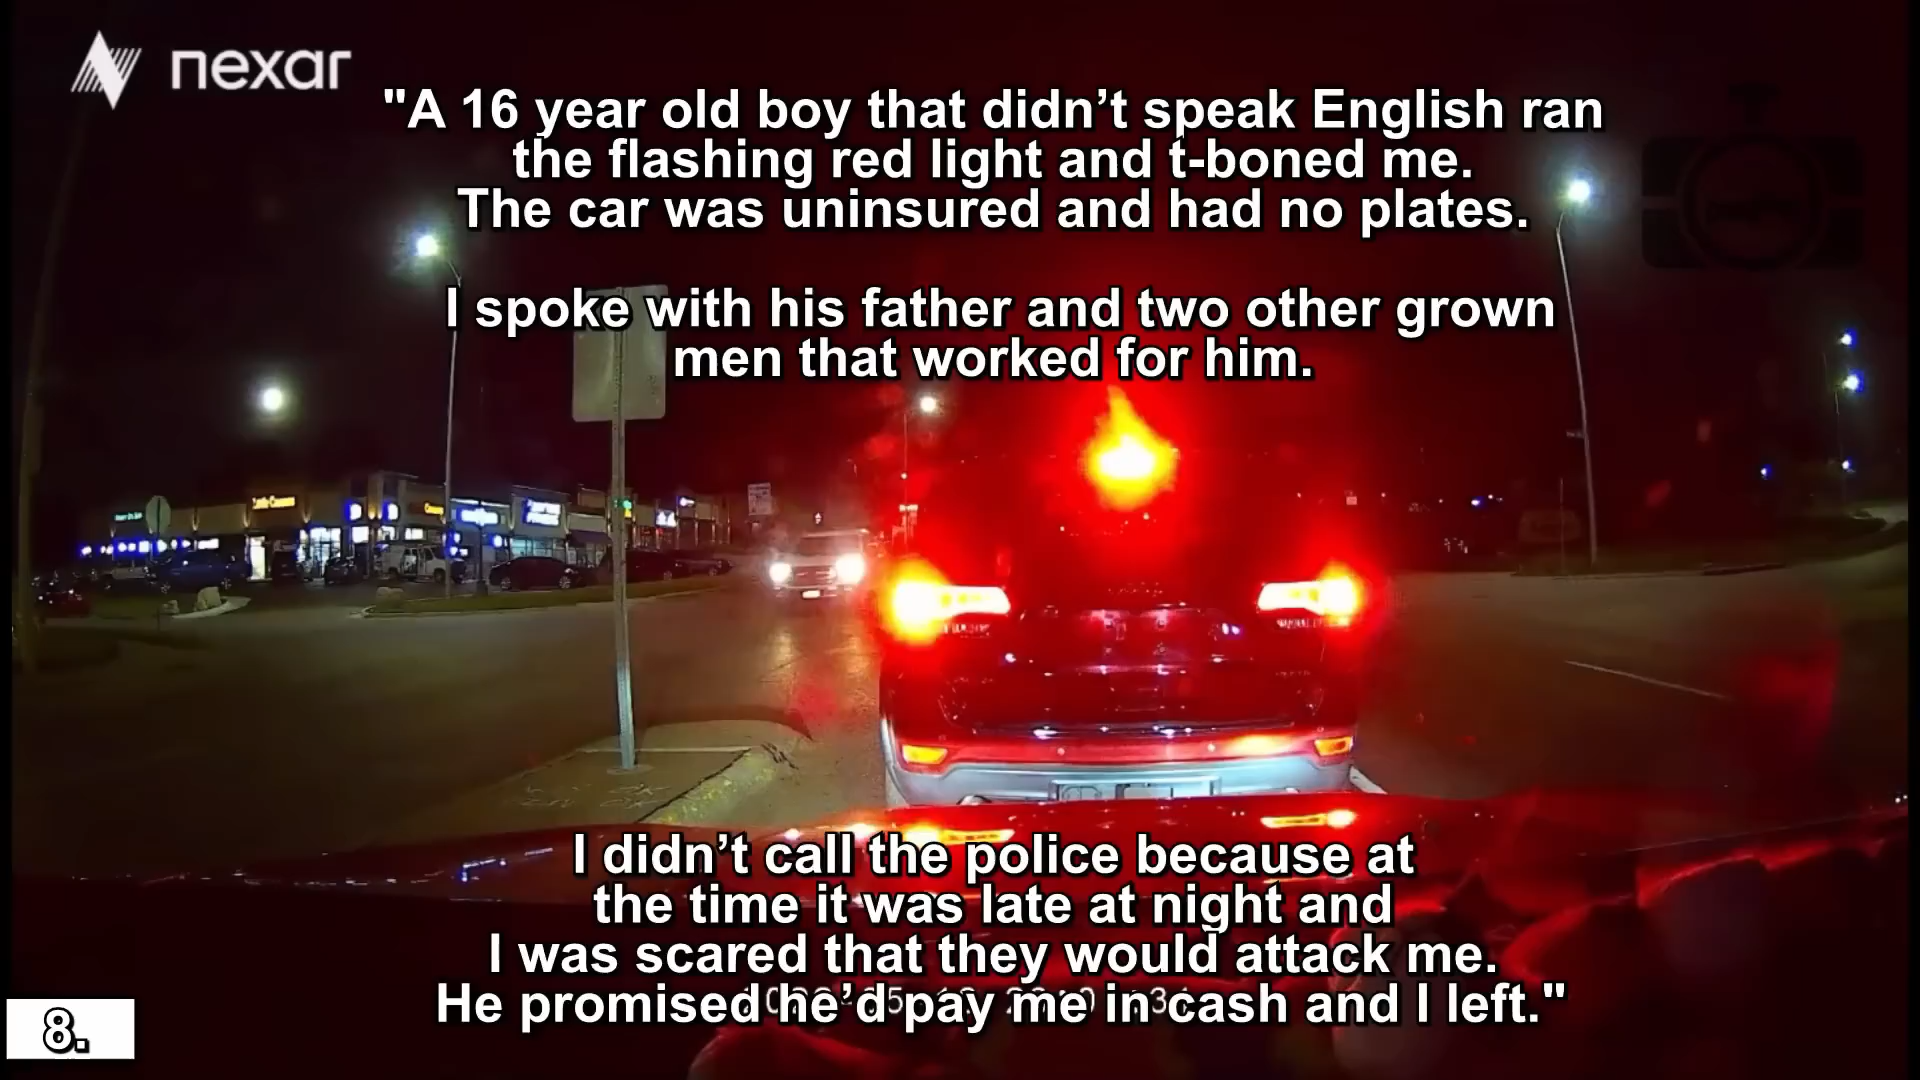 nexar
"A 16 year old boy that didn’t speak English ran
the flashing red light and t-boned me.
The car was uninsured and had no plates.
I spoke with his father and two other grown
men that worked for him.
I didn’t call the police because at
the time it was late at night and
I was scared that they would attack me.
He promised he’d pay me in cash and I left."
8.